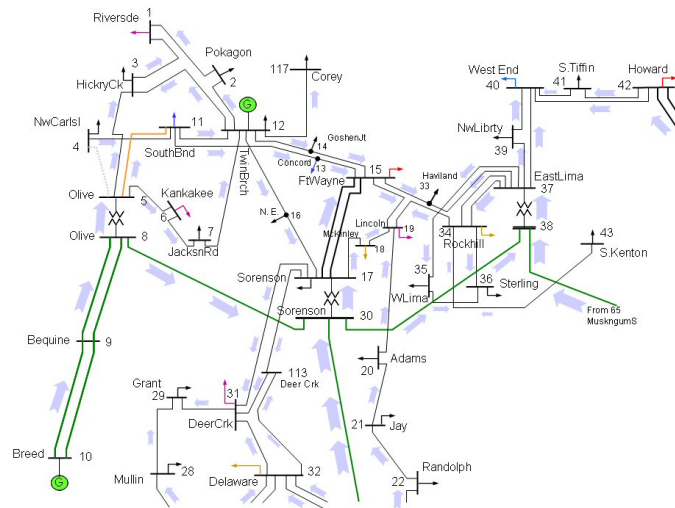 Riversde
1
3
Pokagon
2
HickryCk
117
Corey
West End
40
S.Tiffin
41
Howard
42
G
NwCarlsl
4
11
SouthBnd
12
TwinBrch
GoshenJt
14
Concord
13
NwLibrty
39
15
FtWayne
Haviland
33
EastLima
37
Olive
5
Kankakee
6
7
JacksnRd
N. E.
16
Lincoln
19
McKinley
18
34
Rockhill
38
43
S.Kenton
Olive
8
Sorenson
17
35
WLima
36
Sterling
Sorenson
30
From 65
MuskngumS
Bequine
9
113
Deer Crk
Adams
20
Grant
29
31
DeerCrk
21
Jay
Breed
10
G
Mullin
28
Delaware
32
Randolph
22